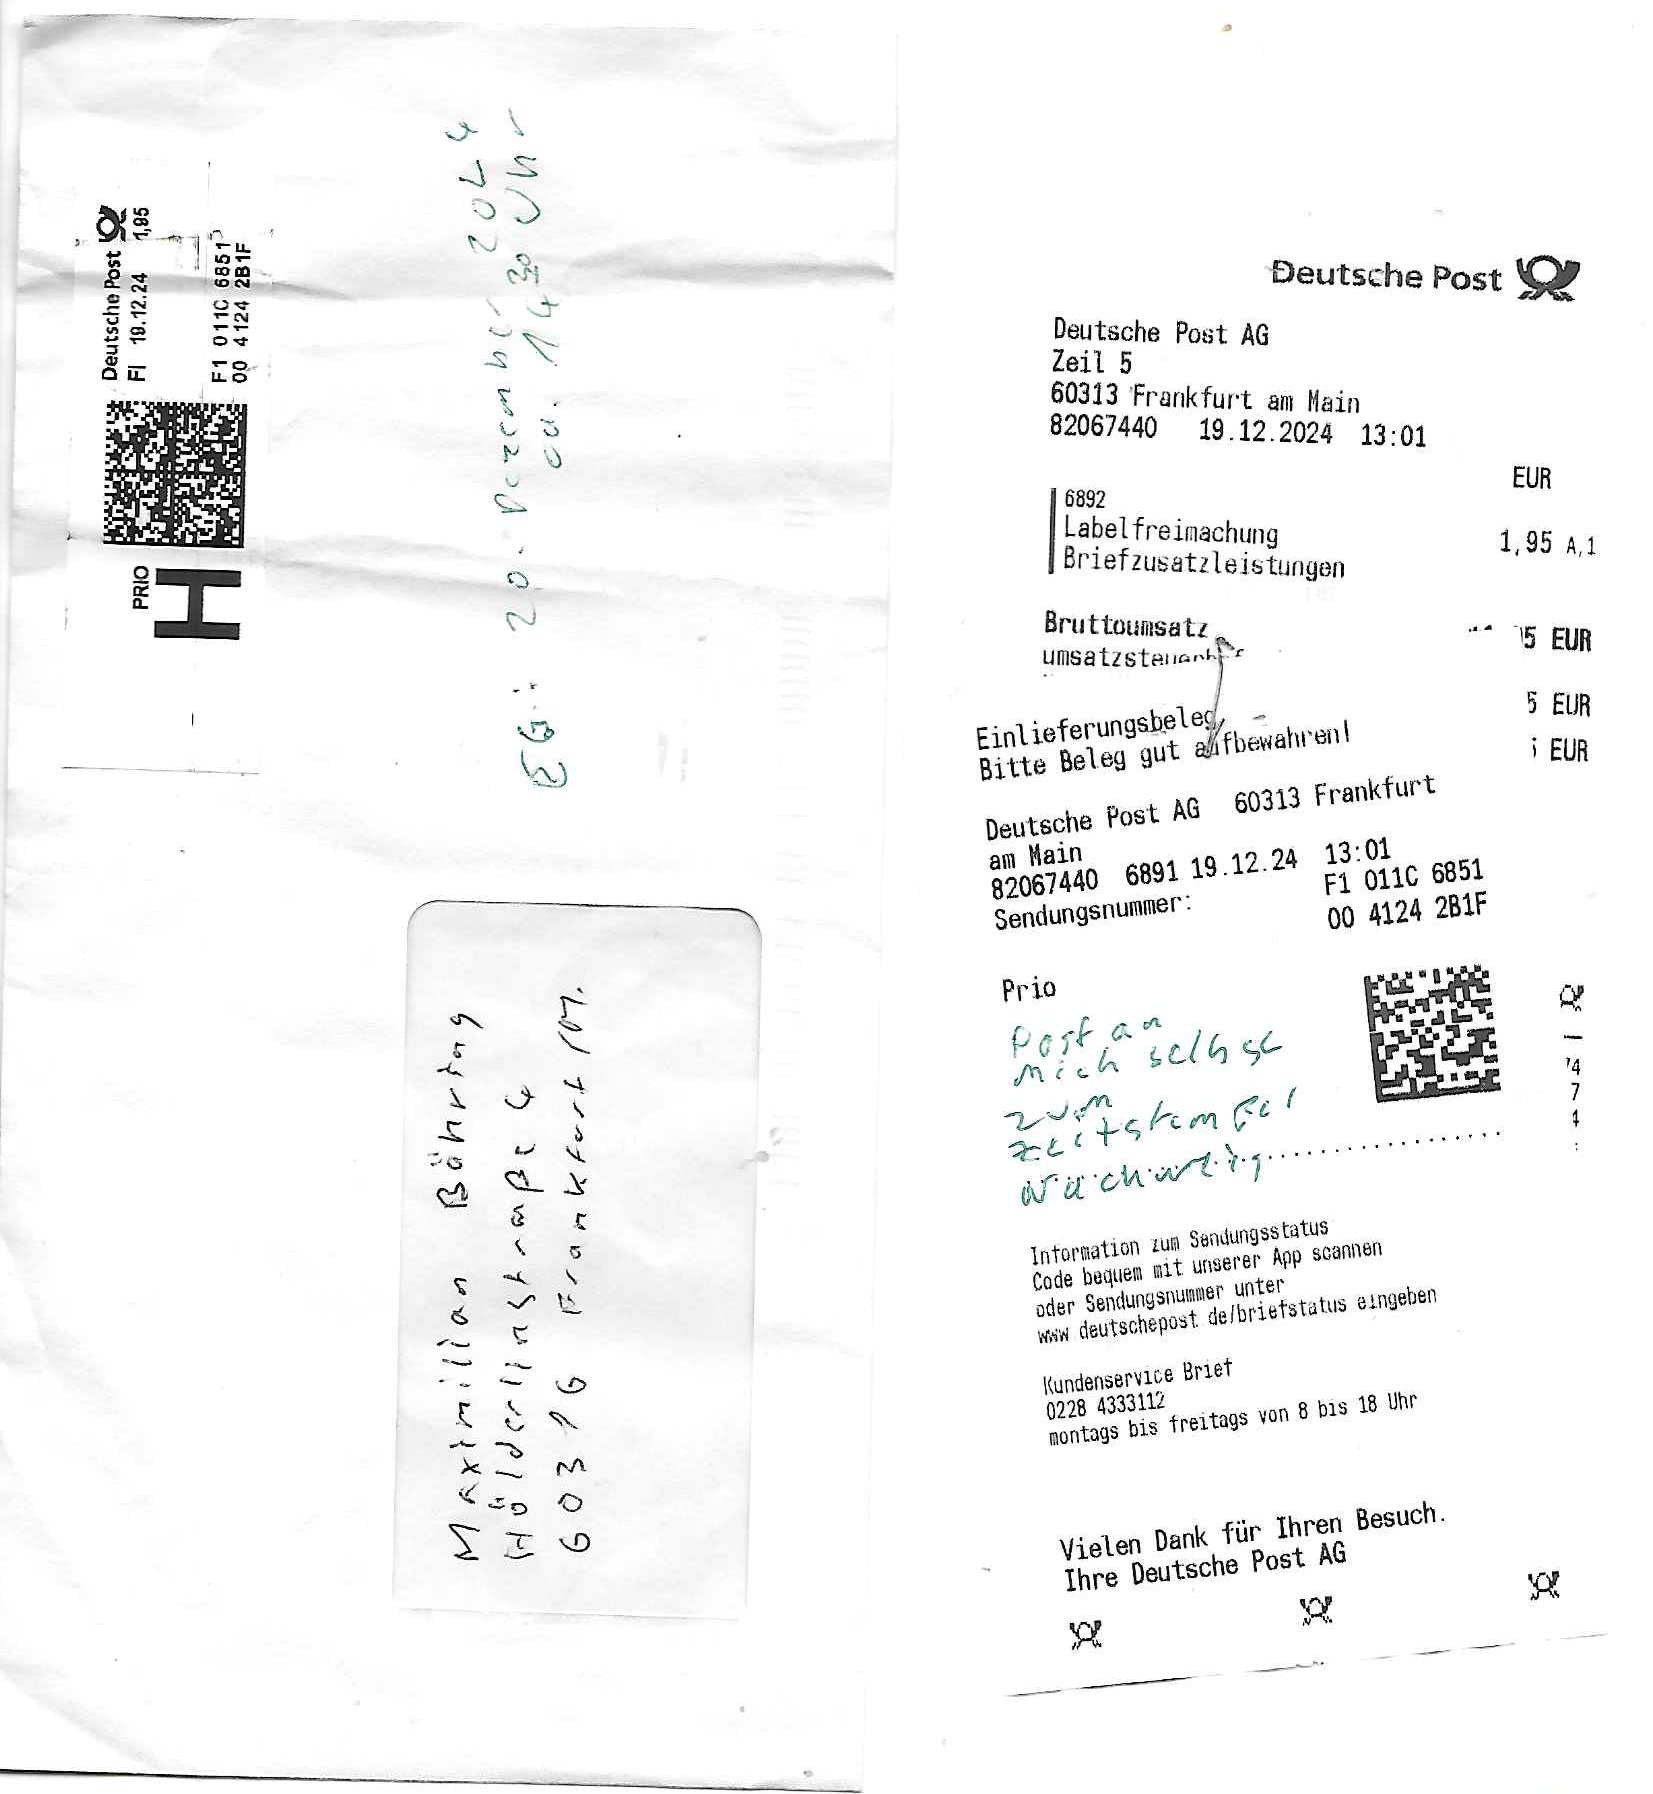 Deutsche Post
FI 19.12.24 1,95
F1 011C 6851
00 4124 2B1F
PRIO
H
EG: 20. Dezember 2024
ca. 14 30 Uhr
Maximilian Bähring
Hölderlinstraße 4
60316 Frankfurt /M.
Deutsche Post
Deutsche Post AG
Zeil 5
60313 Frankfurt am Main
82067440 19.12.2024 13:01
EUR
6892
Labelfreimachung 1,95 A,1
Briefzusatzleistungen
Bruttoumsatz 5 EUR
5 EUR
EUR
Einlieferungsbeleg
Bitte Beleg gut aufbewahren!
Deutsche Post AG 60313 Frankfurt
am Main
82067440 6891 19.12.24 13:01
Sendungsnummer: F1 011C 6851
00 4124 2B1F
Prio
Post an
mich selbst
zum
zeitstempel
Information zum Sendungsstatus
Code bequem mit unserer App scannen
oder Sendungsnummer unter
www deutschepost de/briefstatus eingeben
Kundenservice Brief
0228 4333112
montags bis freitags von 8 bis 18 Uhr
Vielen Dank für Ihren Besuch.
Ihre Deutsche Post AG